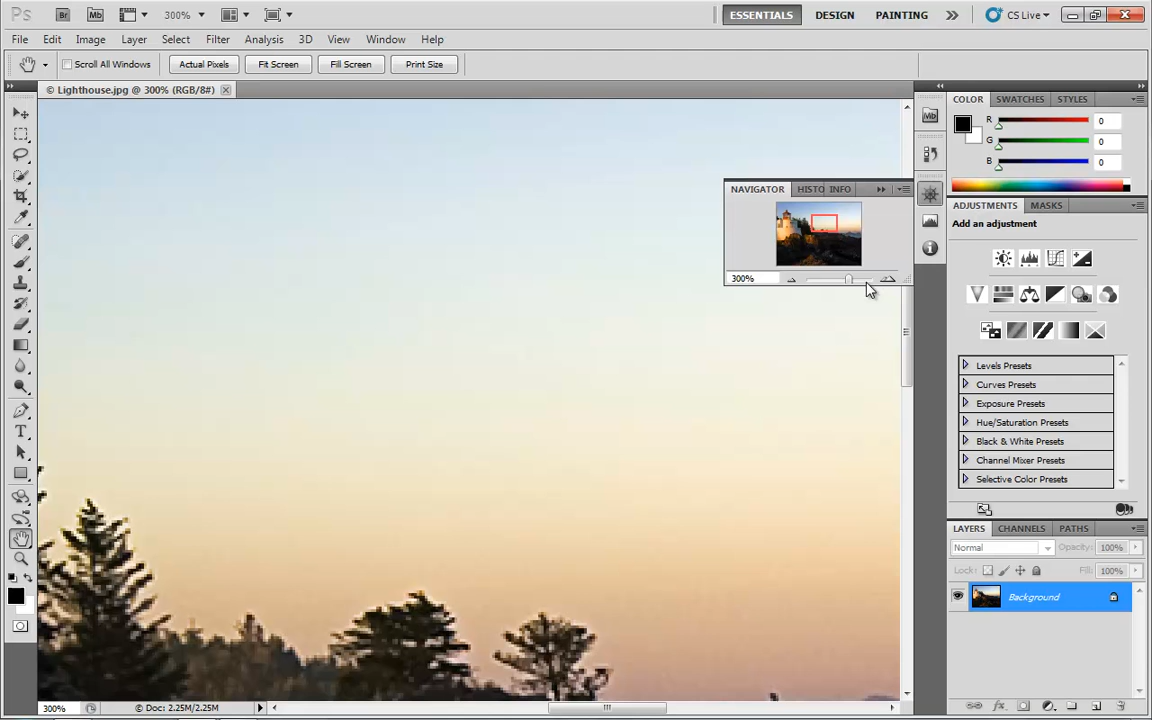 Ps Br Mb 300% ESSENTIALS DESIGN PAINTING CS Live
File Edit Image Layer Select Filter Analysis 3D View Window Help
Scroll All Windows Actual Pixels Fit Screen Fill Screen Print Size
© Lighthouse.jpg @ 300% (RGB/8#)
NAVIGATOR HISTO INFO
300%
Mb
COLOR SWATCHES STYLES
R 0
G 0
B 0
ADJUSTMENTS MASKS
Add an adjustment
Levels Presets
Curves Presets
Exposure Presets
Hue/Saturation Presets
Black & White Presets
Channel Mixer Presets
Selective Color Presets
LAYERS CHANNELS PATHS
Normal Opacity: 100%
Lock: Fill: 100%
Background
300% © Doc: 2.25M/2.25M